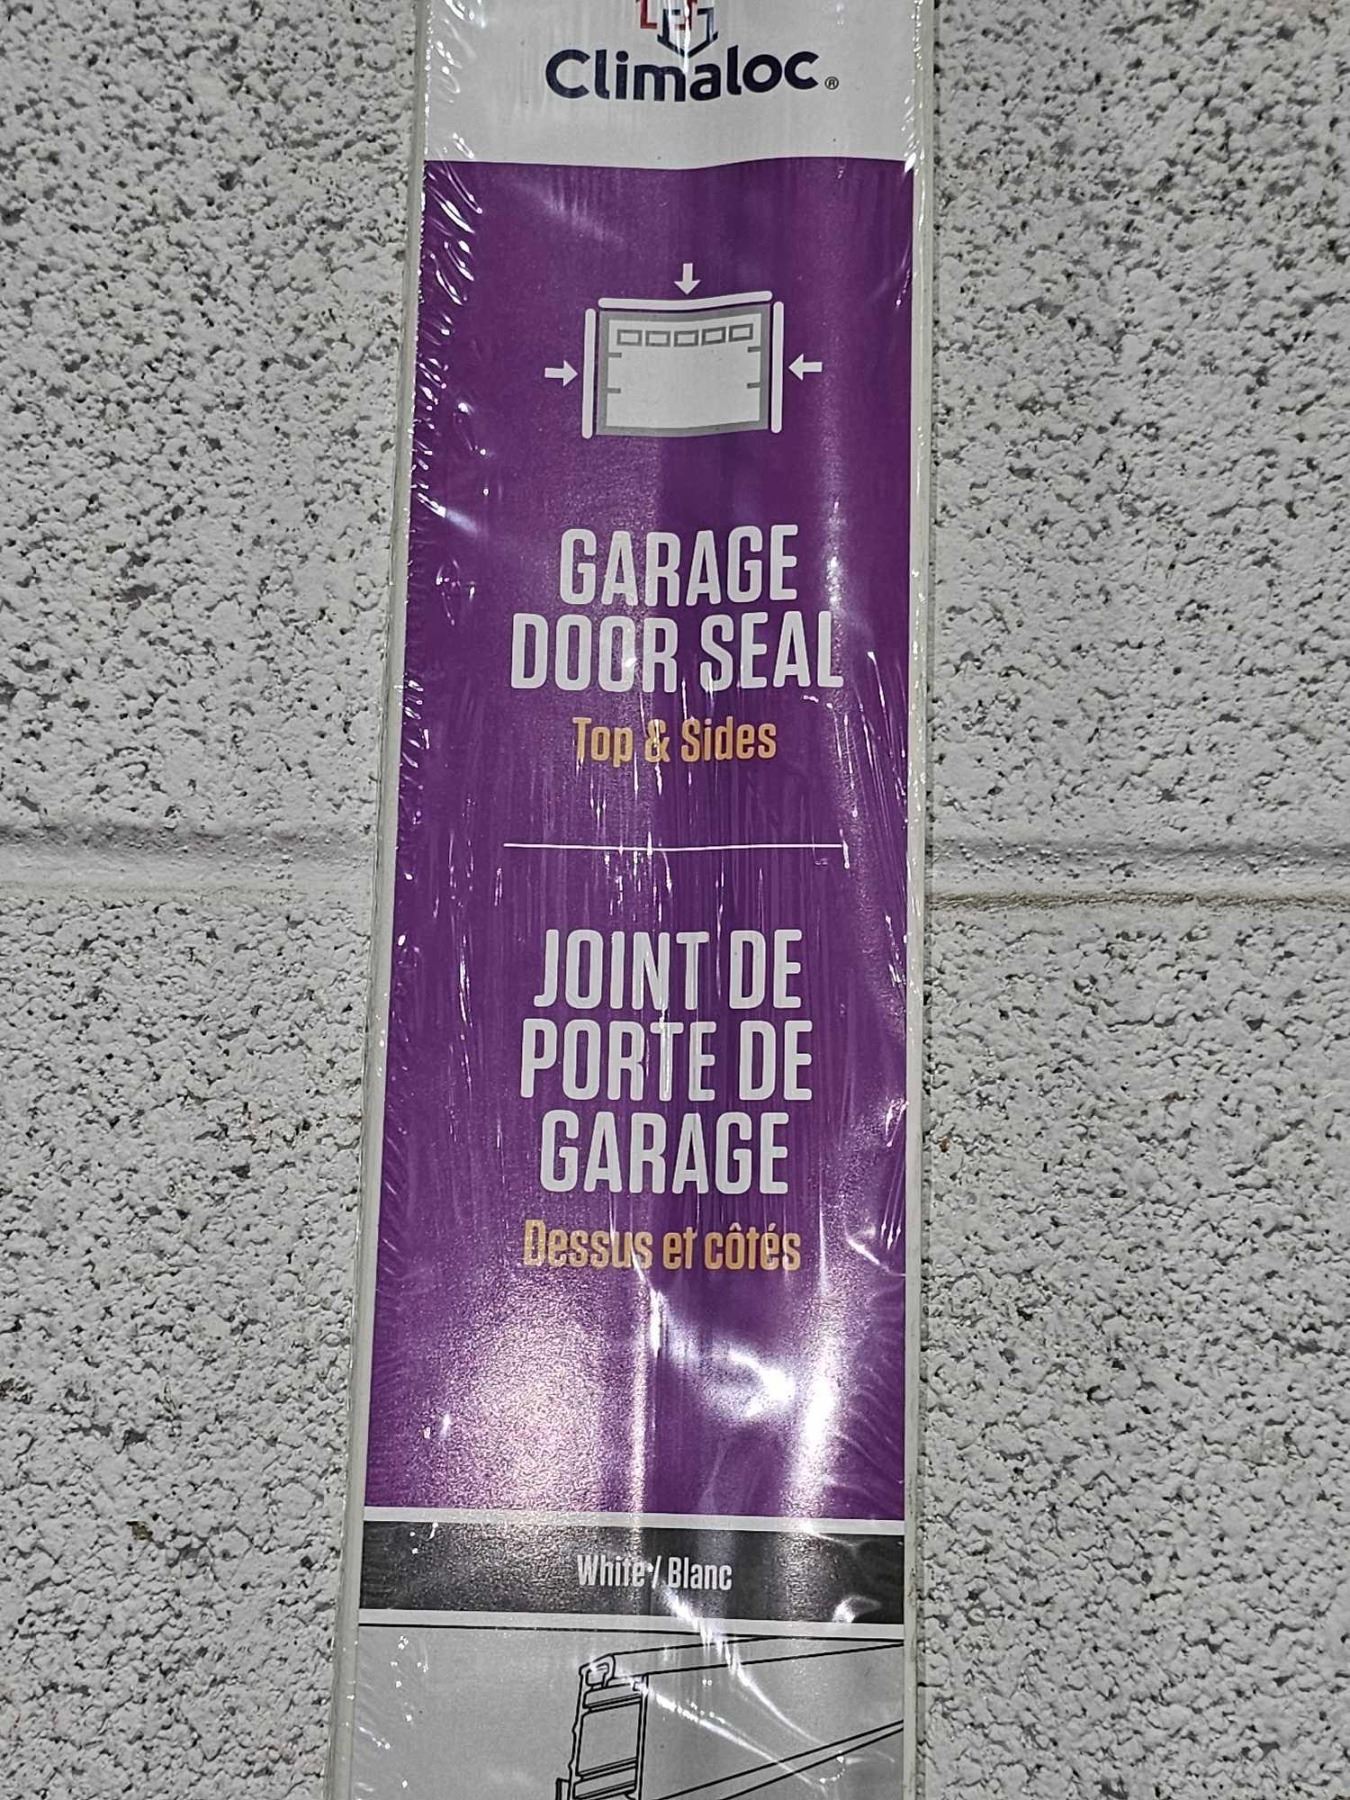 Climaloc®
GARAGE
DOOR SEAL
Top & Sides
JOINT DE
PORTE DE
GARAGE
Dessus et côtés
White / Blanc